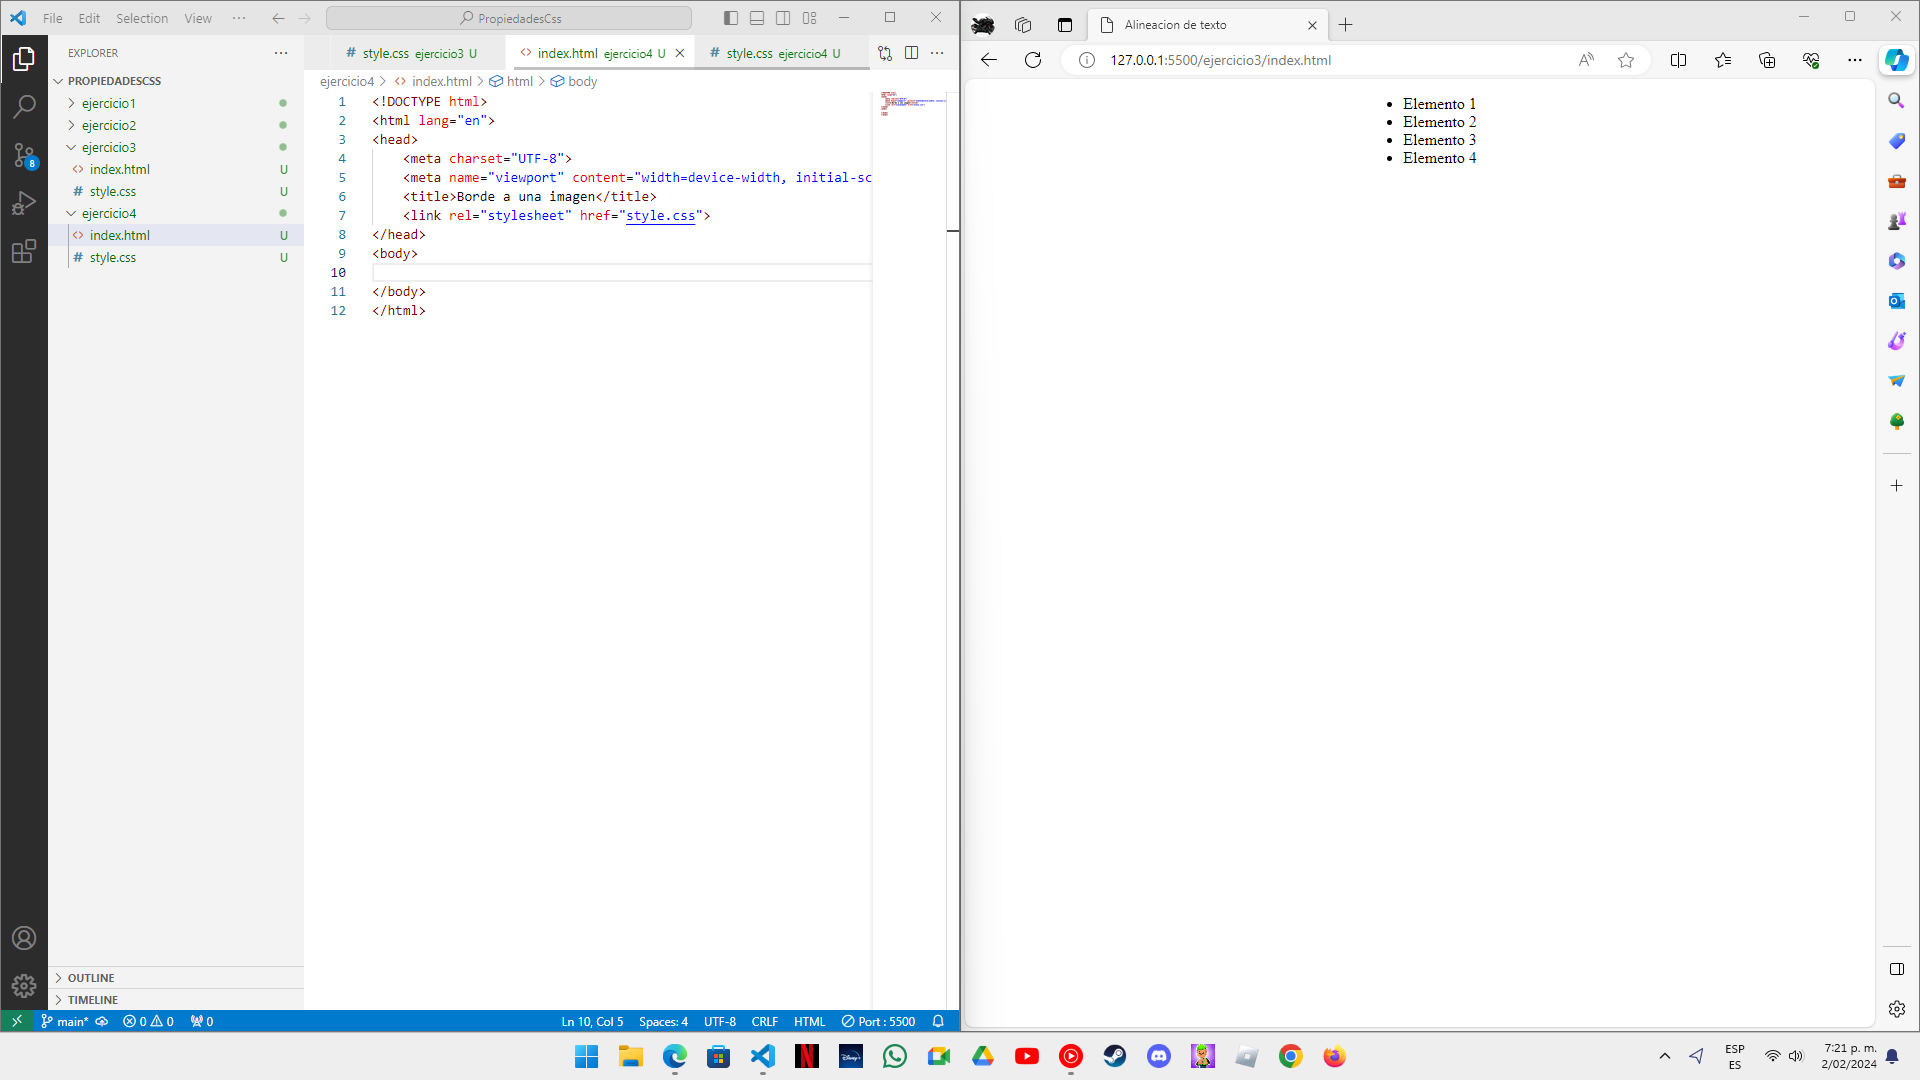 File Edit Selection View ··· PropiedadesCss
EXPLORER
PROPIEDADESCSS
ejercicio1
ejercicio2
ejercicio3
index.html U
style.css U
ejercicio4
index.html U
style.css U
OUTLINE
TIMELINE
style.css ejercicio3 U
index.html ejercicio4 U
style.css ejercicio4 U
ejercicio4 > index.html > html > body
1 <!DOCTYPE html>
2 <html lang="en">
3 <head>
4 <meta charset="UTF-8">
5 <meta name="viewport" content="width=device-width, initial-sc
6 <title>Borde a una imagen</title>
7 <link rel="stylesheet" href="style.css">
8 </head>
9 <body>
10
11 </body>
12 </html>
8
main* 0 0 0 Ln 10, Col 5 Spaces: 4 UTF-8 CRLF HTML Port : 5500
Alineacion de texto
127.0.0.1:5500/ejercicio3/index.html
• Elemento 1
• Elemento 2
• Elemento 3
• Elemento 4
ESP
ES
7:21 p. m.
2/02/2024